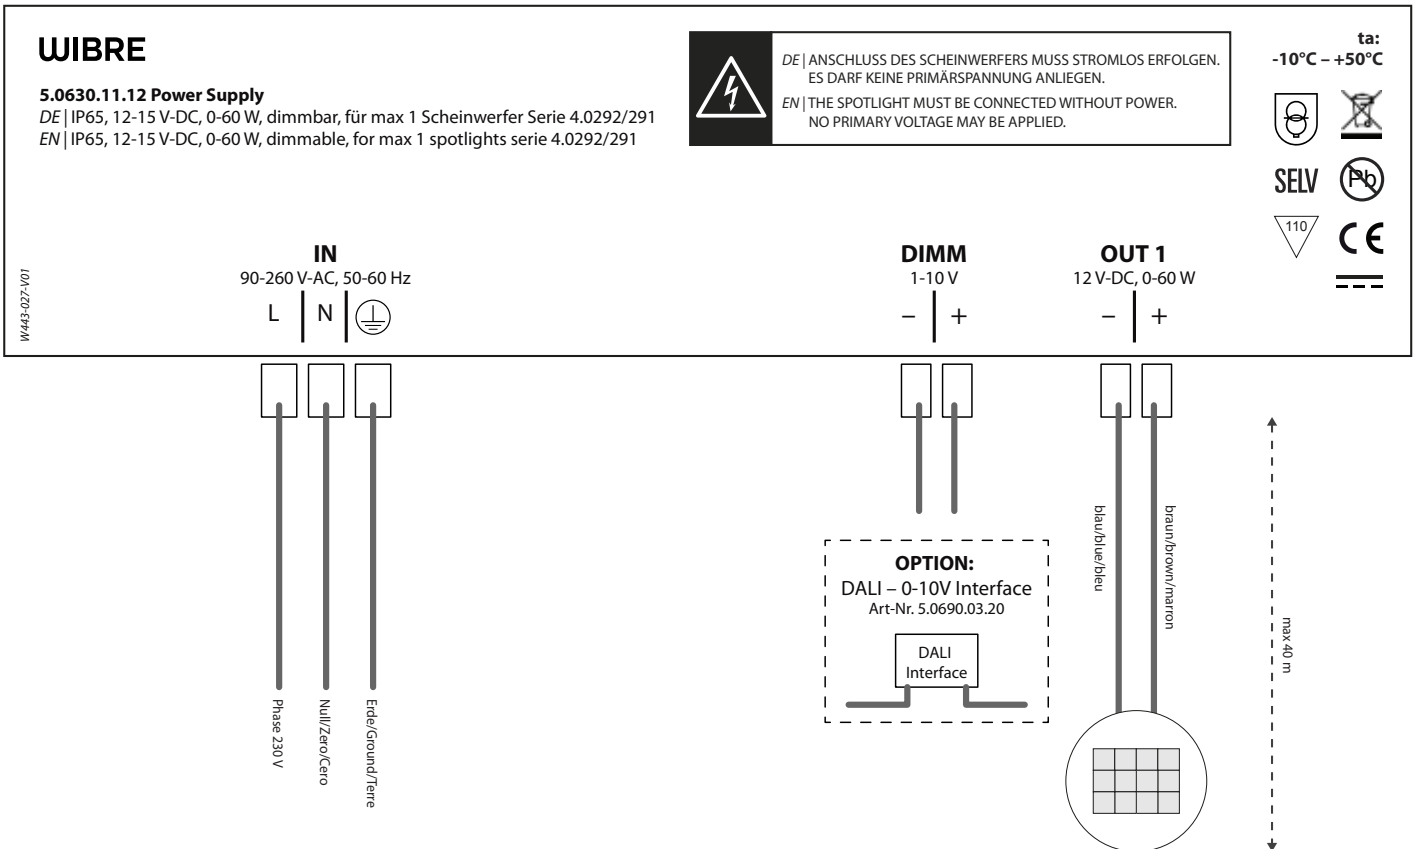 WIBRE
5.0630.11.12 Power Supply
DE | IP65, 12-15 V-DC, 0-60 W, dimmbar, für max 1 Scheinwerfer Serie 4.0292/291
EN | IP65, 12-15 V-DC, 0-60 W, dimmable, for max 1 spotlights serie 4.0292/291
DE | ANSCHLUSS DES SCHEINWERFERS MUSS STROMLOS ERFOLGEN.
ES DARF KEINE PRIMÄRSPANNUNG ANLIEGEN.
EN | THE SPOTLIGHT MUST BE CONNECTED WITHOUT POWER.
NO PRIMARY VOLTAGE MAY BE APPLIED.
ta:
-10°C – +50°C
SELV
Pb
110
CE
W443-027-V01
IN
90-260 V-AC, 50-60 Hz
L N
DIMM
1-10 V
– +
OUT 1
12 V-DC, 0-60 W
– +
Phase 230 V
Null/Zero/Cero
Erde/Ground/Terre
OPTION:
DALI – 0-10V Interface
Art-Nr. 5.0690.03.20
DALI
Interface
blau/blue/bleu
braun/brown/marron
max 40 m